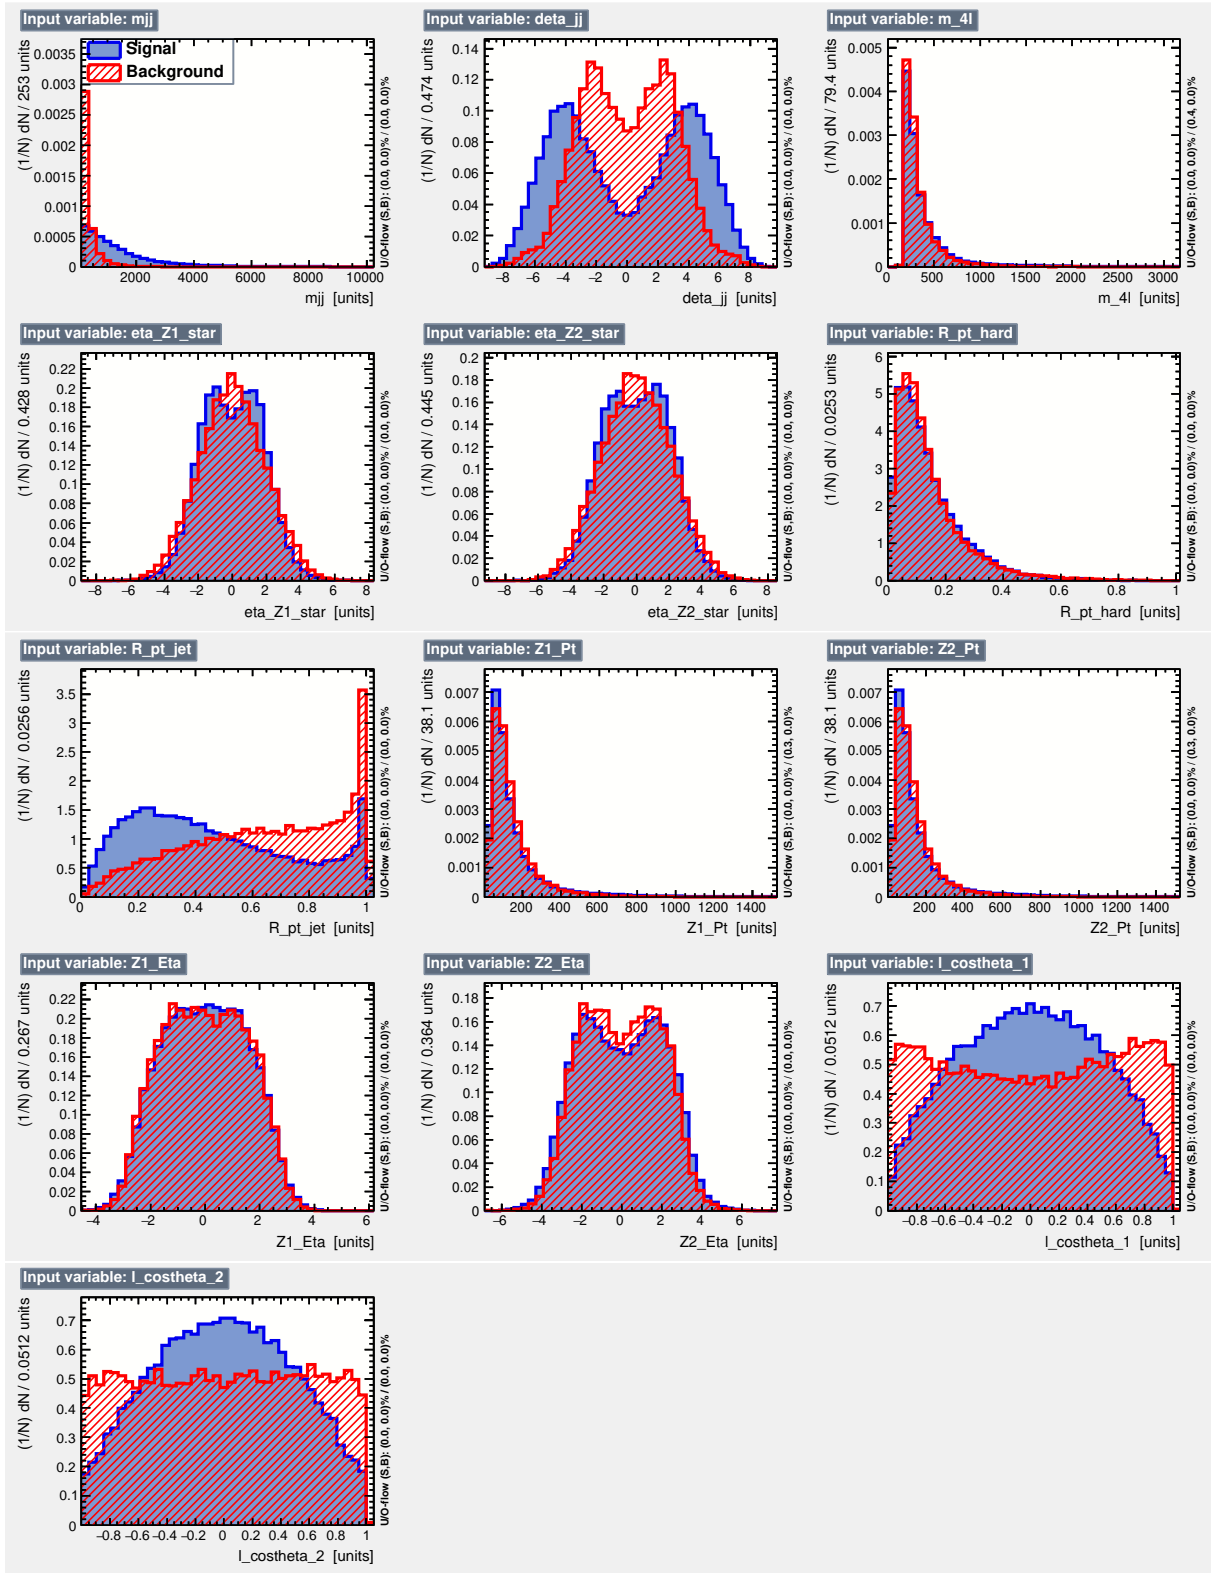 Input variable: mjj
Input variable: deta_jj
Input variable: m_4l
(1/N) dN / 253 units
0.0035
0.003
0.0025
0.002
0.0015
0.001
0.0005
0
Signal
Background
2000 4000 6000 8000 10000
mjj [units]
U/O-flow (S,B): (0.0, 0.0)% / (0.0, 0.0)%
(1/N) dN / 0.474 units
0.14
0.12
0.1
0.08
0.06
0.04
0.02
0
−8 −6 −4 −2 0 2 4 6 8
deta_jj [units]
U/O-flow (S,B): (0.0, 0.0)% / (0.0, 0.0)%
(1/N) dN / 79.4 units
0.005
0.004
0.003
0.002
0.001
0
0 500 1000 1500 2000 2500 3000
m_4l [units]
U/O-flow (S,B): (0.0, 0.0)% / (0.4, 0.0)%
Input variable: eta_Z1_star
Input variable: eta_Z2_star
Input variable: R_pt_hard
(1/N) dN / 0.428 units
0.22
0.2
0.18
0.16
0.14
0.12
0.1
0.08
0.06
0.04
0.02
0
−8 −6 −4 −2 0 2 4 6 8
eta_Z1_star [units]
U/O-flow (S,B): (0.0, 0.0)% / (0.0, 0.0)%
(1/N) dN / 0.445 units
0.2
0.18
0.16
0.14
0.12
0.1
0.08
0.06
0.04
0.02
0
−8 −6 −4 −2 0 2 4 6 8
eta_Z2_star [units]
U/O-flow (S,B): (0.0, 0.0)% / (0.0, 0.0)%
(1/N) dN / 0.0253 units
6
5
4
3
2
1
0
0 0.2 0.4 0.6 0.8 1
R_pt_hard [units]
U/O-flow (S,B): (0.0, 0.0)% / (0.0, 0.0)%
Input variable: R_pt_jet
Input variable: Z1_Pt
Input variable: Z2_Pt
(1/N) dN / 0.0256 units
3.5
3
2.5
2
1.5
1
0.5
0
0 0.2 0.4 0.6 0.8 1
R_pt_jet [units]
U/O-flow (S,B): (0.0, 0.0)% / (0.0, 0.0)%
(1/N) dN / 38.1 units
0.007
0.006
0.005
0.004
0.003
0.002
0.001
0
200 400 600 800 1000 1200 1400
Z1_Pt [units]
U/O-flow (S,B): (0.0, 0.0)% / (0.3, 0.0)%
(1/N) dN / 38.1 units
0.007
0.006
0.005
0.004
0.003
0.002
0.001
0
200 400 600 800 1000 1200 1400
Z2_Pt [units]
U/O-flow (S,B): (0.0, 0.0)% / (0.3, 0.0)%
Input variable: Z1_Eta
Input variable: Z2_Eta
Input variable: l_costheta_1
(1/N) dN / 0.267 units
0.22
0.2
0.18
0.16
0.14
0.12
0.1
0.08
0.06
0.04
0.02
0
−4 −2 0 2 4 6
Z1_Eta [units]
U/O-flow (S,B): (0.0, 0.0)% / (0.0, 0.0)%
(1/N) dN / 0.364 units
0.18
0.16
0.14
0.12
0.1
0.08
0.06
0.04
0.02
0
−6 −4 −2 0 2 4 6
Z2_Eta [units]
U/O-flow (S,B): (0.0, 0.0)% / (0.0, 0.0)%
(1/N) dN / 0.0512 units
0.7
0.6
0.5
0.4
0.3
0.2
0.1
0
−0.8 −0.6 −0.4 −0.2 0 0.2 0.4 0.6 0.8 1
l_costheta_1 [units]
U/O-flow (S,B): (0.0, 0.0)% / (0.0, 0.0)%
Input variable: l_costheta_2
(1/N) dN / 0.0512 units
0.7
0.6
0.5
0.4
0.3
0.2
0.1
0
−0.8 −0.6 −0.4 −0.2 0 0.2 0.4 0.6 0.8 1
l_costheta_2 [units]
U/O-flow (S,B): (0.0, 0.0)% / (0.0, 0.0)%